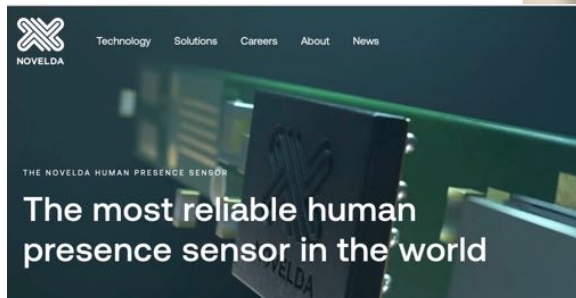 NOVELDA
Technology Solutions Careers About News
THE NOVELDA HUMAN PRESENCE SENSOR
The most reliable human
presence sensor in the world
NOVELDA